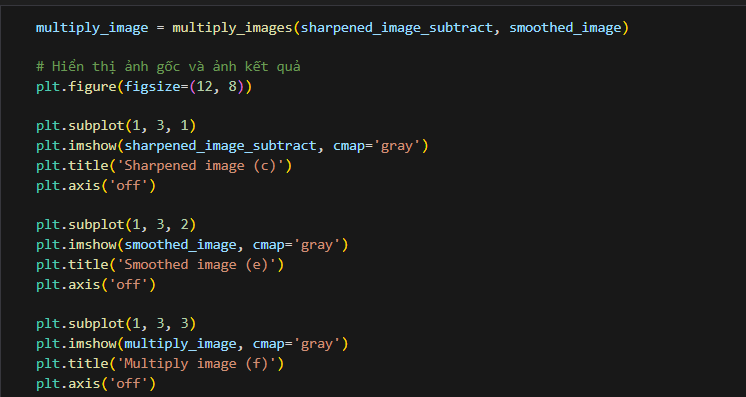 multiply_image = multiply_images(sharpened_image_subtract, smoothed_image)
# Hiển thị ảnh gốc và ảnh kết quả
plt.figure(figsize=(12, 8))
plt.subplot(1, 3, 1)
plt.imshow(sharpened_image_subtract, cmap='gray')
plt.title('Sharpened image (c)')
plt.axis('off')
plt.subplot(1, 3, 2)
plt.imshow(smoothed_image, cmap='gray')
plt.title('Smoothed image (e)')
plt.axis('off')
plt.subplot(1, 3, 3)
plt.imshow(multiply_image, cmap='gray')
plt.title('Multiply image (f)')
plt.axis('off')